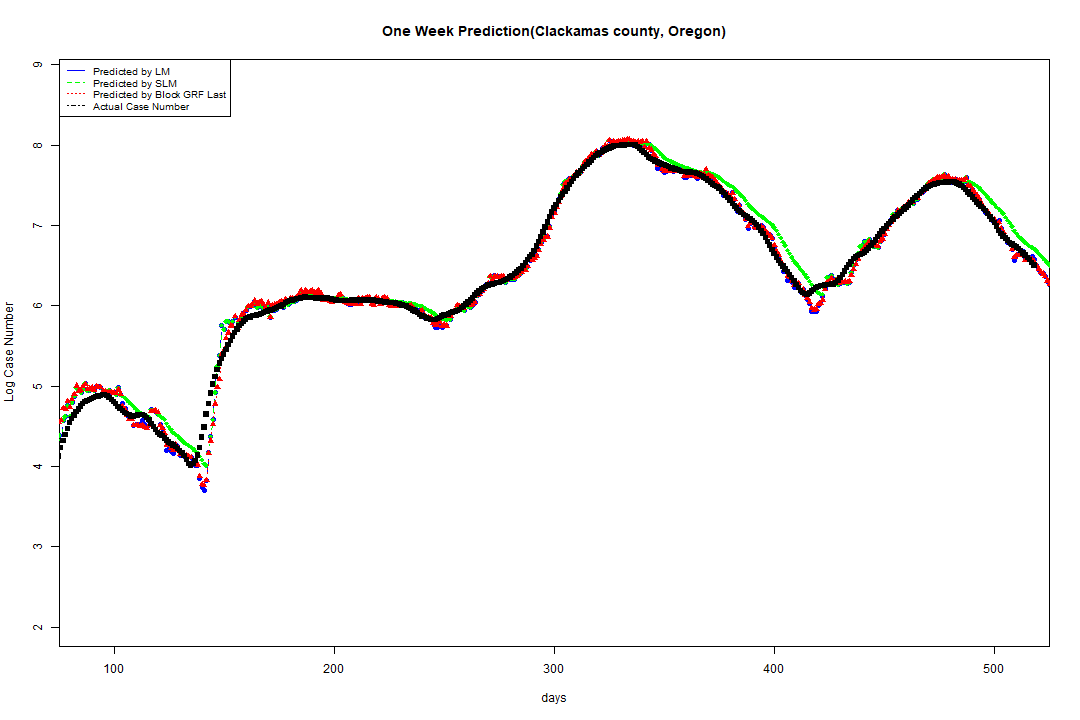 One Week Prediction(Clackamas county, Oregon)
Predicted by LM
Predicted by SLM
Predicted by Block GRF Last
Actual Case Number
9
8
7
6
5
4
3
2
Log Case Number
100 200 300 400 500
days